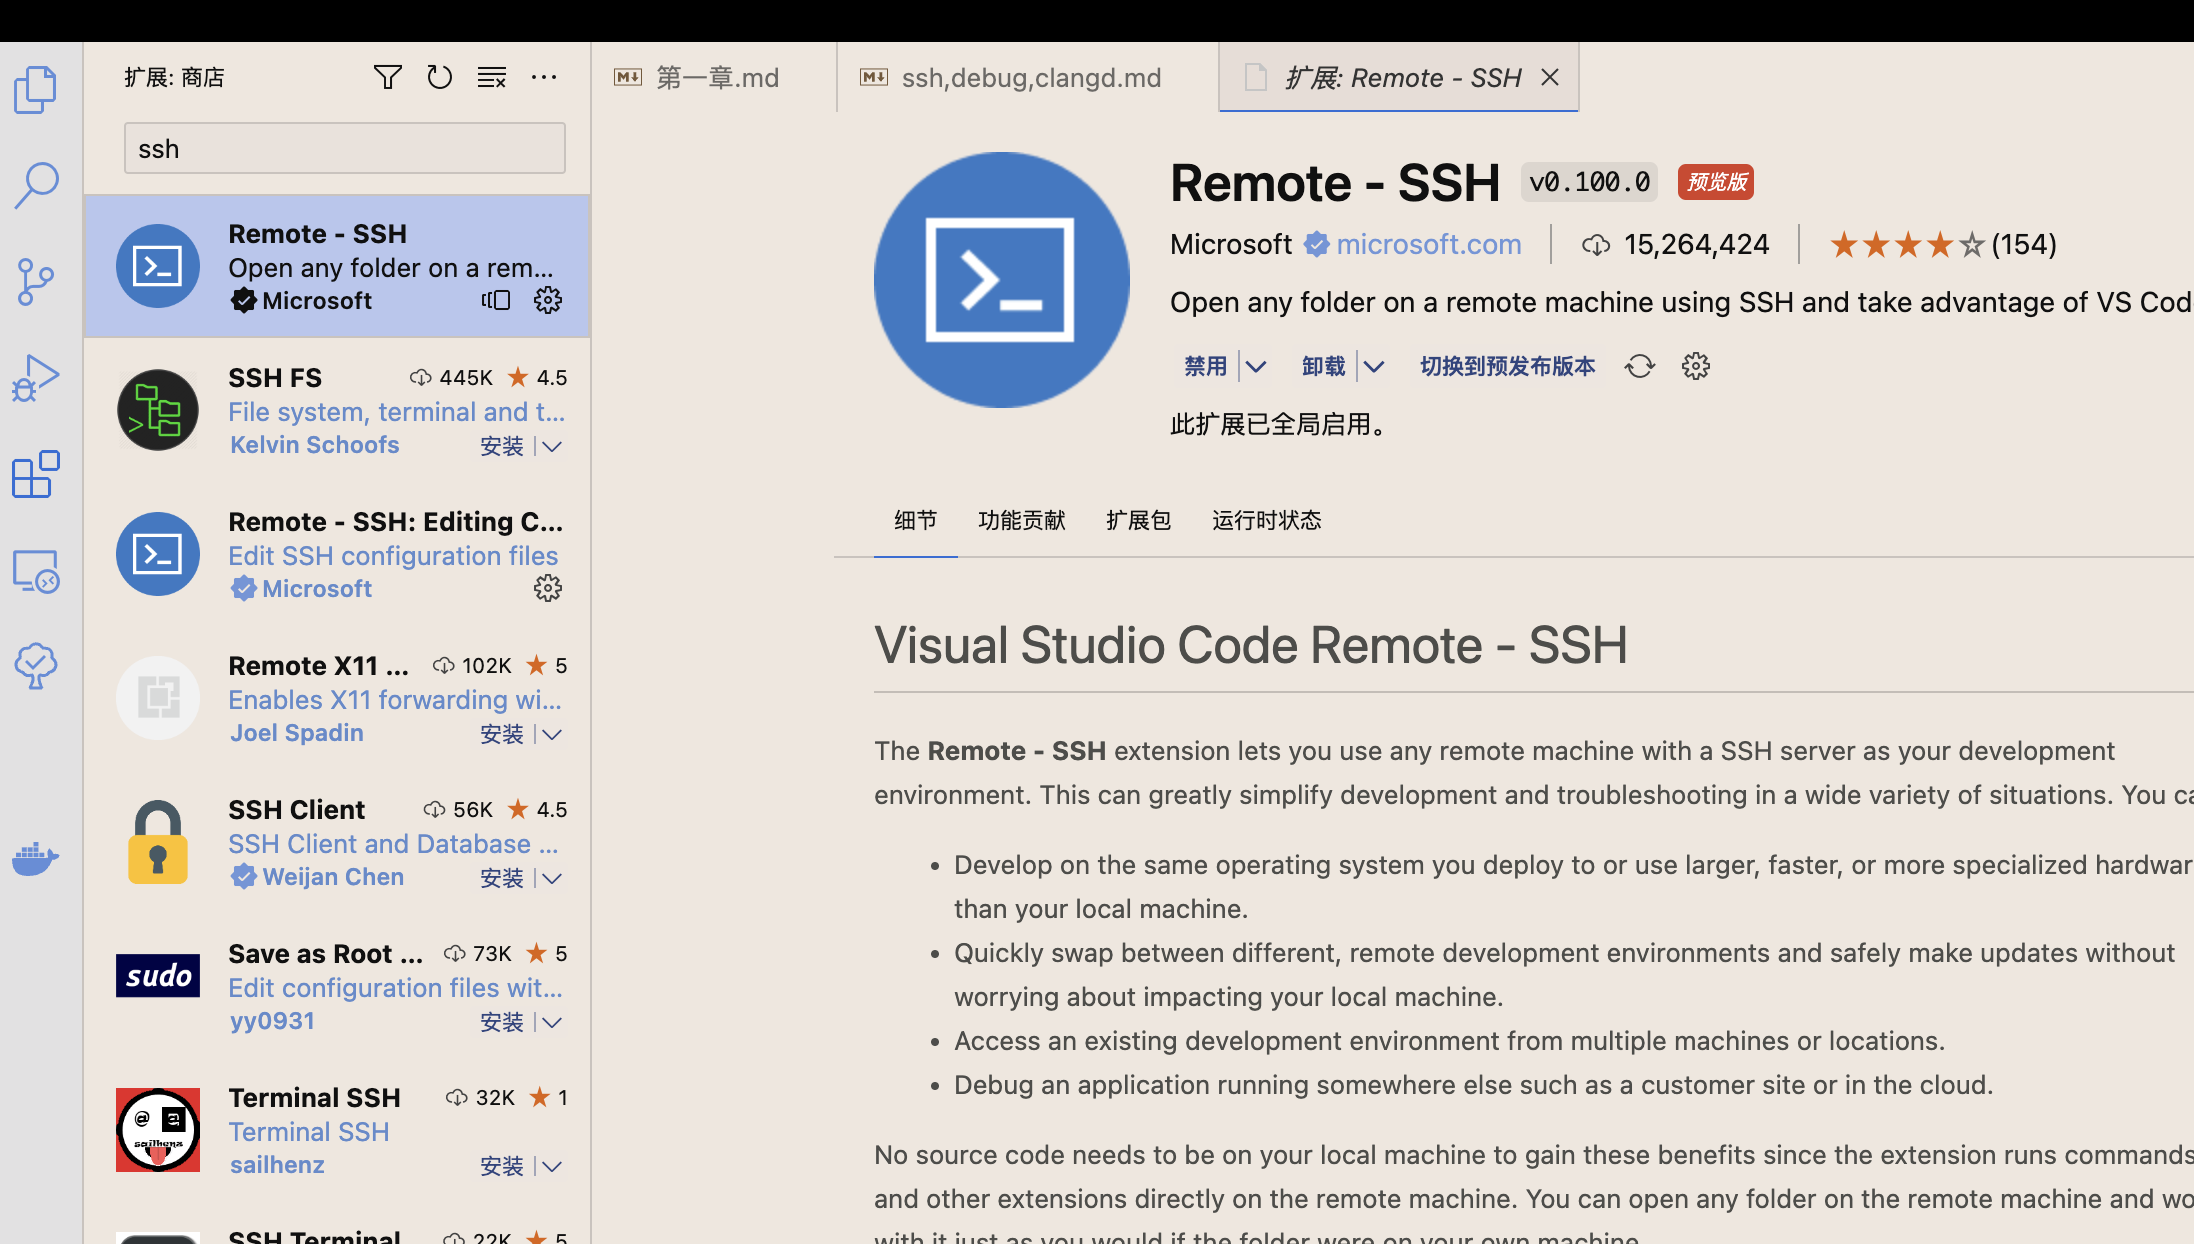 扩展: 商店
ssh
Remote - SSH
Open any folder on a rem...
Microsoft
SSH FS 445K 4.5
File system, terminal and t...
Kelvin Schoofs 安装
Remote - SSH: Editing C...
Edit SSH configuration files
Microsoft
Remote X11 ... 102K 5
Enables X11 forwarding wi...
Joel Spadin 安装
SSH Client 56K 4.5
SSH Client and Database ...
Weijan Chen 安装
sudo
Save as Root ... 73K 5
Edit configuration files wit...
yy0931 安装
@ a
sailhenz
Terminal SSH 32K 1
Terminal SSH
sailhenz 安装
SSH Terminal 22K 5
第一章.md
ssh,debug,clangd.md
扩展: Remote - SSH
Remote - SSH v0.100.0 预览版
Microsoft microsoft.com 15,264,424 (154)
Open any folder on a remote machine using SSH and take advantage of VS Cod
禁用 卸载 切换到预发布版本
此扩展已全局启用。
细节 功能贡献 扩展包 运行时状态
Visual Studio Code Remote - SSH
The Remote - SSH extension lets you use any remote machine with a SSH server as your development
environment. This can greatly simplify development and troubleshooting in a wide variety of situations. You ca
• Develop on the same operating system you deploy to or use larger, faster, or more specialized hardwar
than your local machine.
• Quickly swap between different, remote development environments and safely make updates without
worrying about impacting your local machine.
• Access an existing development environment from multiple machines or locations.
• Debug an application running somewhere else such as a customer site or in the cloud.
No source code needs to be on your local machine to gain these benefits since the extension runs commands
and other extensions directly on the remote machine. You can open any folder on the remote machine and wo
with it just as you would if the folder were on your own machine.